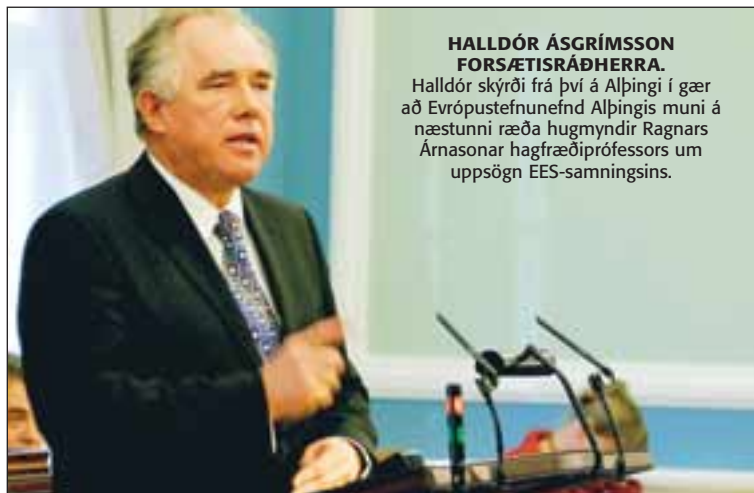 HALLDÓR ÁSGRÍMSSON
FORSÆTISRÁÐHERRA.
Halldór skýrði frá því á Alþingi í gær
að Evrópustefnunefnd Alþingis muni á
næstunni ræða hugmyndir Ragnars
Árnasonar hagfræðiprófessors um
uppsögn EES-samningsins.